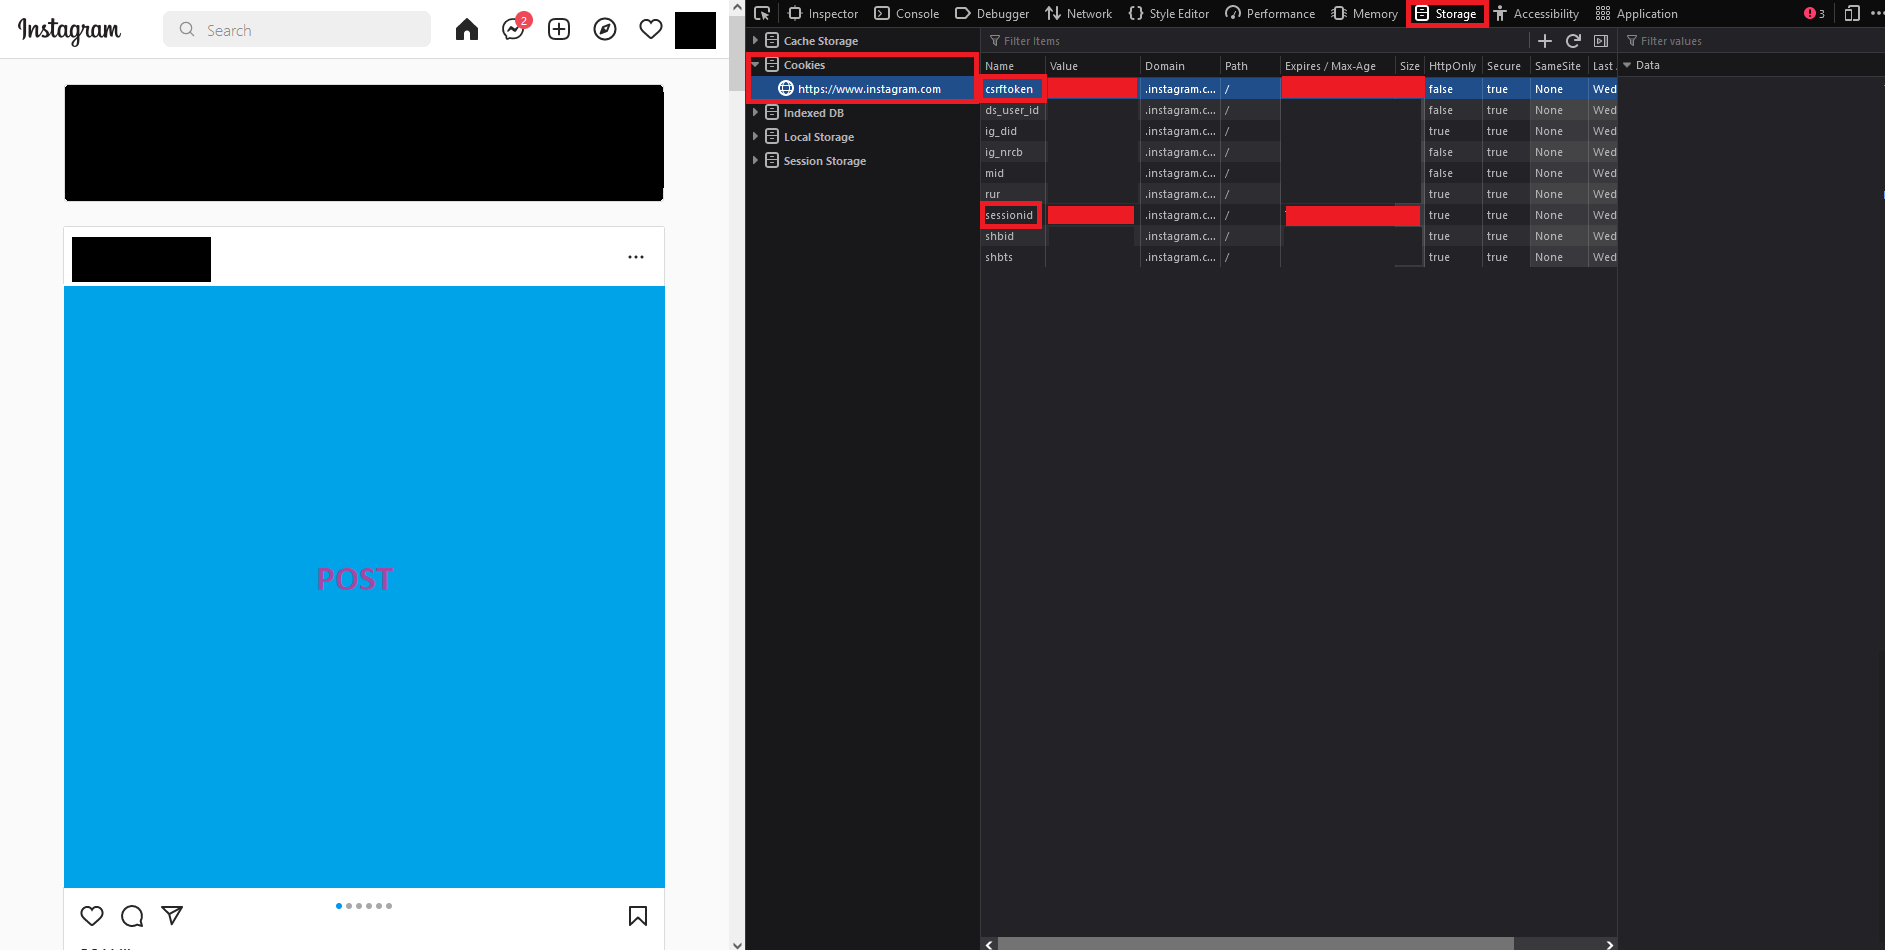 Instagram
Search
2
POST
Inspector Console Debugger Network Style Editor Performance Memory Storage Accessibility Application 3
Cache Storage
Cookies
https://www.instagram.com
Indexed DB
Local Storage
Session Storage
Filter Items
Filter values
Name Value Domain Path Expires / Max-Age Size HttpOnly Secure SameSite Last
Data
csrftoken .instagram.c... / false true None Wed
ds_user_id .instagram.c... / false true None Wed
ig_did .instagram.c... / true true None Wed
ig_nrcb .instagram.c... / false true None Wed
mid .instagram.c... / false true None Wed
rur .instagram.c... / true true None Wed
sessionid .instagram.c... / true true None Wed
shbid .instagram.c... / true true None Wed
shbts .instagram.c... / true true None Wed